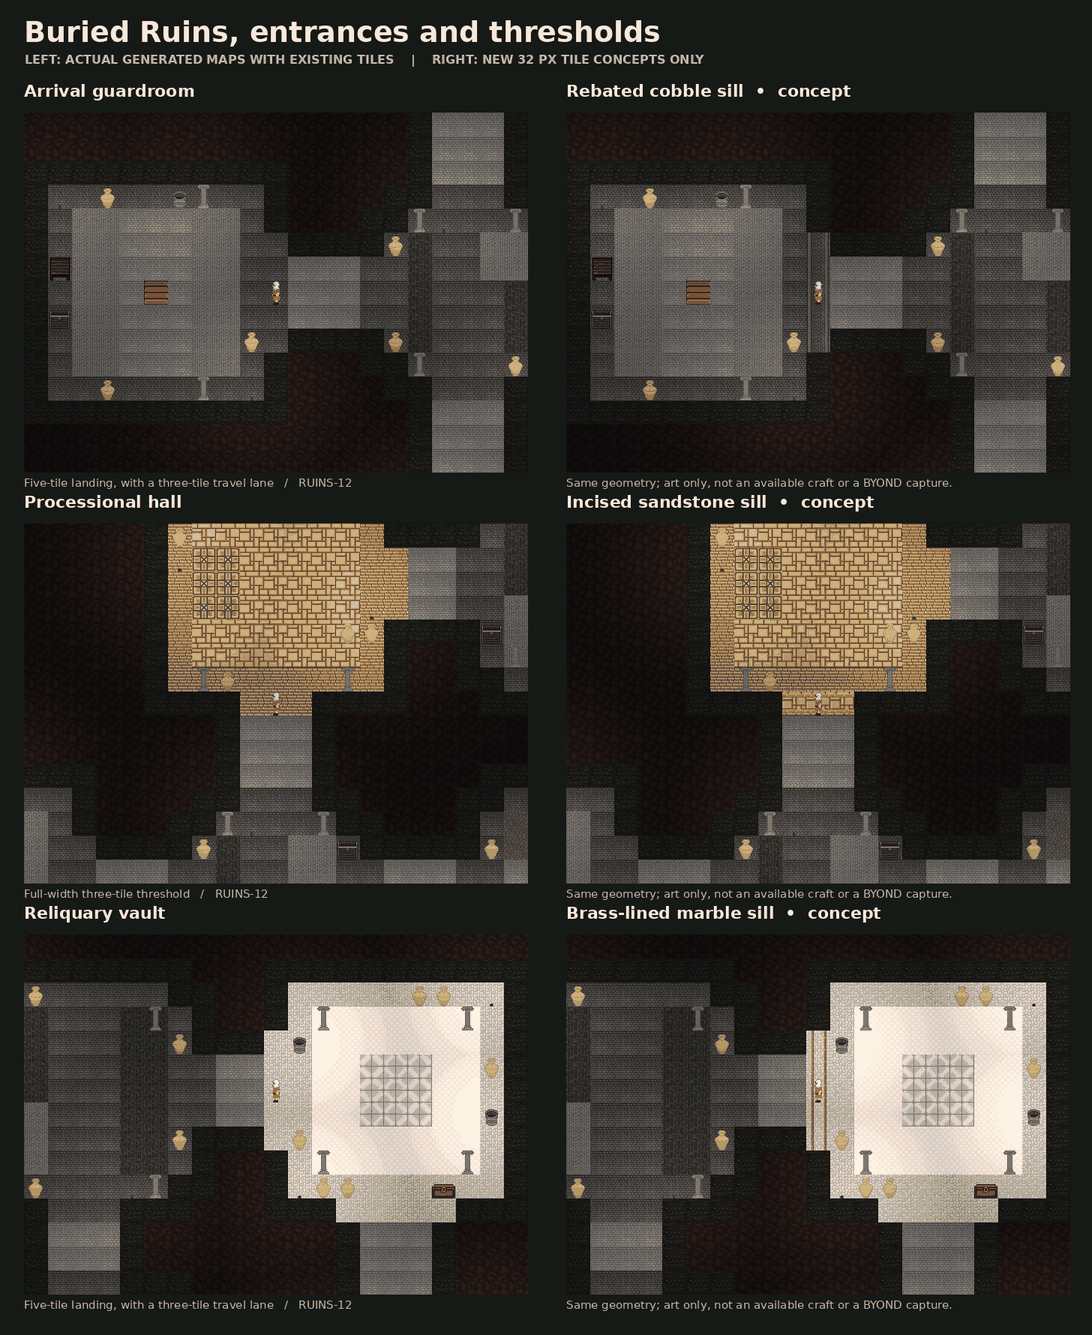 Buried Ruins, entrances and thresholds
LEFT: ACTUAL GENERATED MAPS WITH EXISTING TILES | RIGHT: NEW 32 PX TILE CONCEPTS ONLY
Arrival guardroom
Rebated cobble sill • concept
Five-tile landing, with a three-tile travel lane / RUINS-12
Same geometry; art only, not an available craft or a BYOND capture.
Processional hall
Incised sandstone sill • concept
Full-width three-tile threshold / RUINS-12
Same geometry; art only, not an available craft or a BYOND capture.
Reliquary vault
Brass-lined marble sill • concept
Five-tile landing, with a three-tile travel lane / RUINS-12
Same geometry; art only, not an available craft or a BYOND capture.